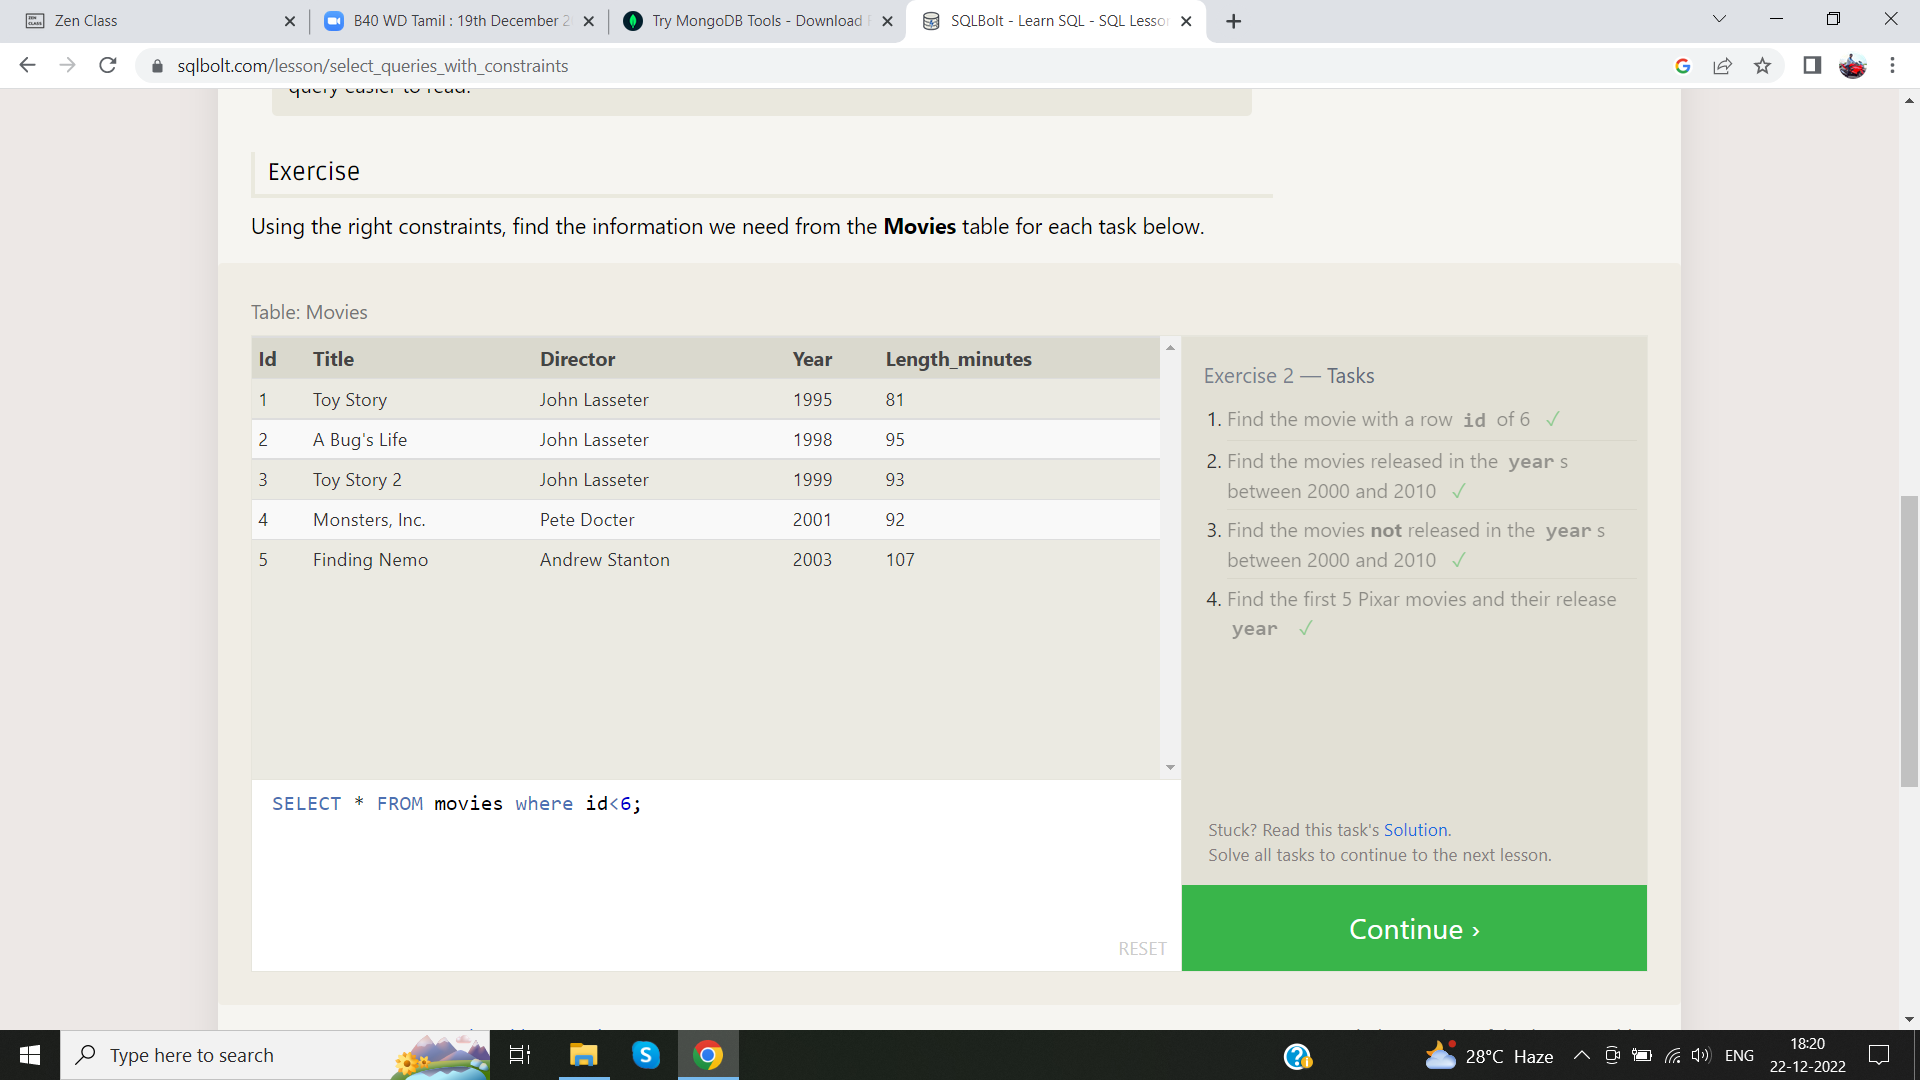 Zen Class
B40 WD Tamil : 19th December 2
Try MongoDB Tools - Download
SQLBolt - Learn SQL - SQL Lesson
sqlbolt.com/lesson/select_queries_with_constraints
query easier to read.
Exercise
Using the right constraints, find the information we need from the Movies table for each task below.
Table: Movies
Id Title Director Year Length_minutes
1 Toy Story John Lasseter 1995 81
2 A Bug's Life John Lasseter 1998 95
3 Toy Story 2 John Lasseter 1999 93
4 Monsters, Inc. Pete Docter 2001 92
5 Finding Nemo Andrew Stanton 2003 107
SELECT * FROM movies where id<6;
RESET
Exercise 2 — Tasks
1. Find the movie with a row id of 6 ✓
2. Find the movies released in the year s
between 2000 and 2010 ✓
3. Find the movies not released in the year s
between 2000 and 2010 ✓
4. Find the first 5 Pixar movies and their release
year ✓
Stuck? Read this task's Solution.
Solve all tasks to continue to the next lesson.
Continue ›
Type here to search
28°C Haze
ENG
18:20
22-12-2022